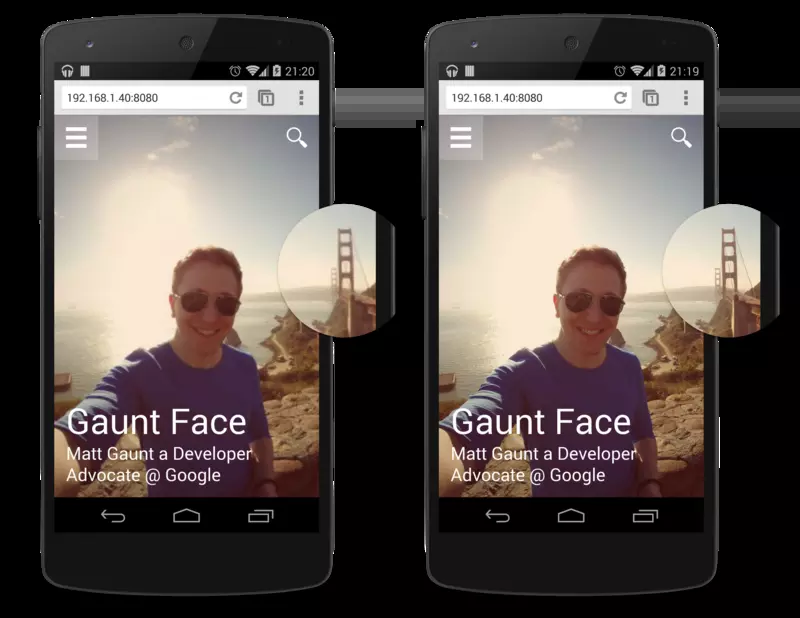 21:20
192.168.1.40:8080
1
Gaunt Face
Matt Gaunt a Developer
Advocate @ Google
21:19
192.168.1.40:8080
1
Gaunt Face
Matt Gaunt a Developer
Advocate @ Google